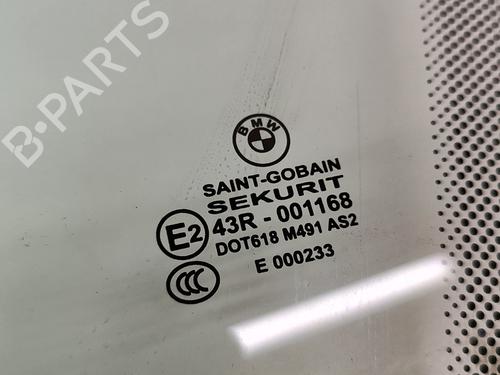 B-PARTS
BMW
SAINT-GOBAIN
SEKURIT
E2 43R - 001168
DOT618 M491 AS2
CCC E 000233